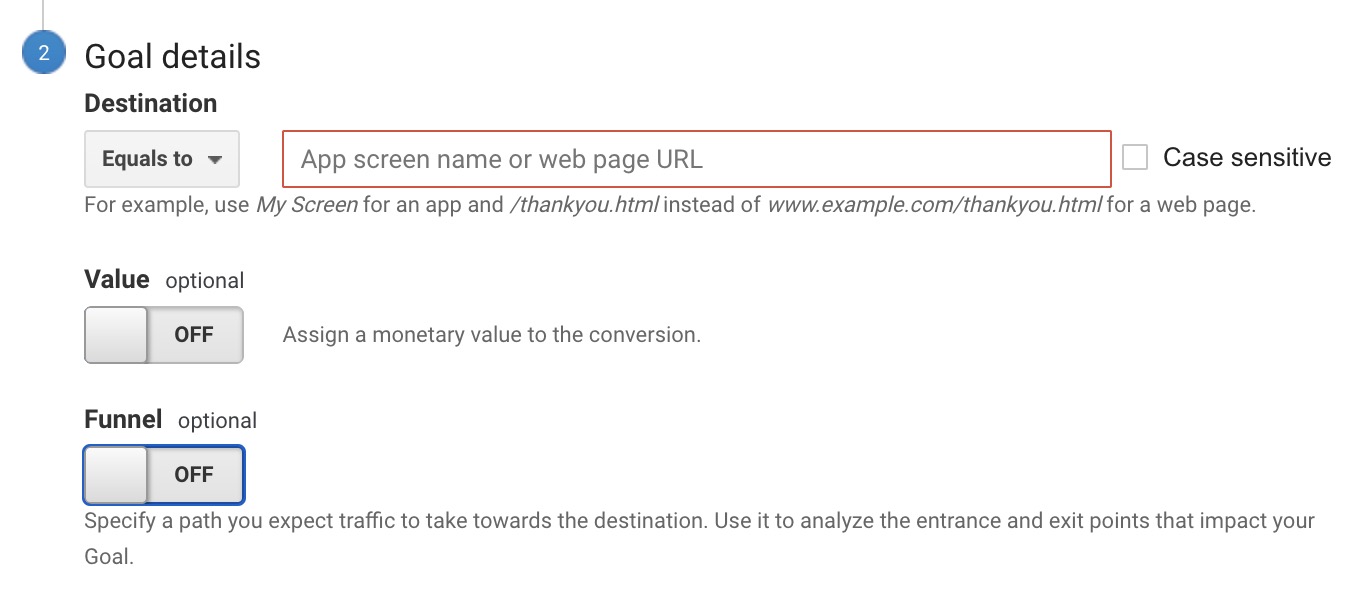 2
Goal details
Destination
Equals to
App screen name or web page URL
Case sensitive
For example, use My Screen for an app and /thankyou.html instead of www.example.com/thankyou.html for a web page.
Value optional
OFF
Assign a monetary value to the conversion.
Funnel optional
OFF
Specify a path you expect traffic to take towards the destination. Use it to analyze the entrance and exit points that impact your
Goal.